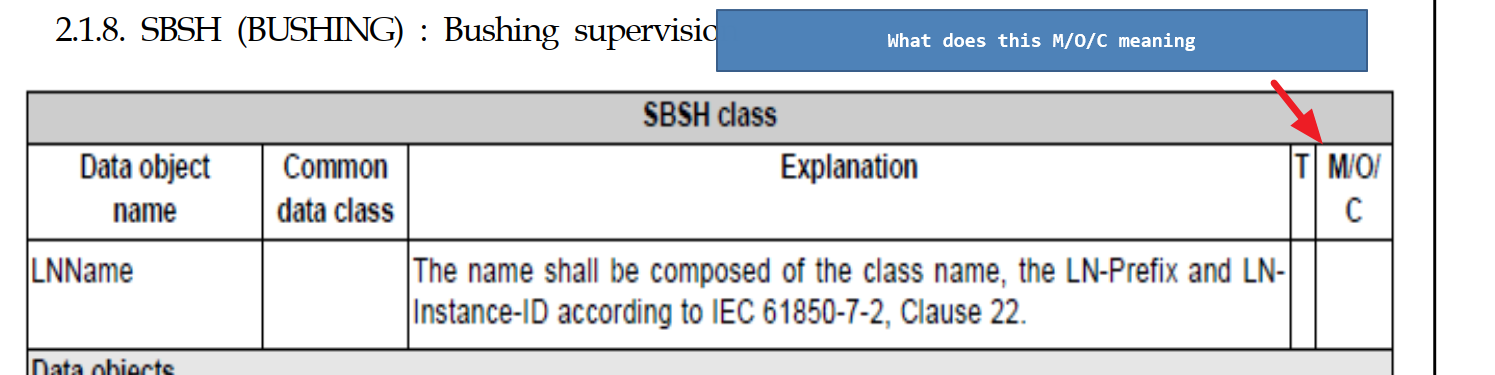 2.1.8. SBSH (BUSHING) : Bushing supervisio
What does this M/O/C meaning
SBSH class
Data object
name
Common
data class
Explanation
T
M/O/
C
LNName
The name shall be composed of the class name, the LN-Prefix and LN-
Instance-ID according to IEC 61850-7-2, Clause 22.
Data objects